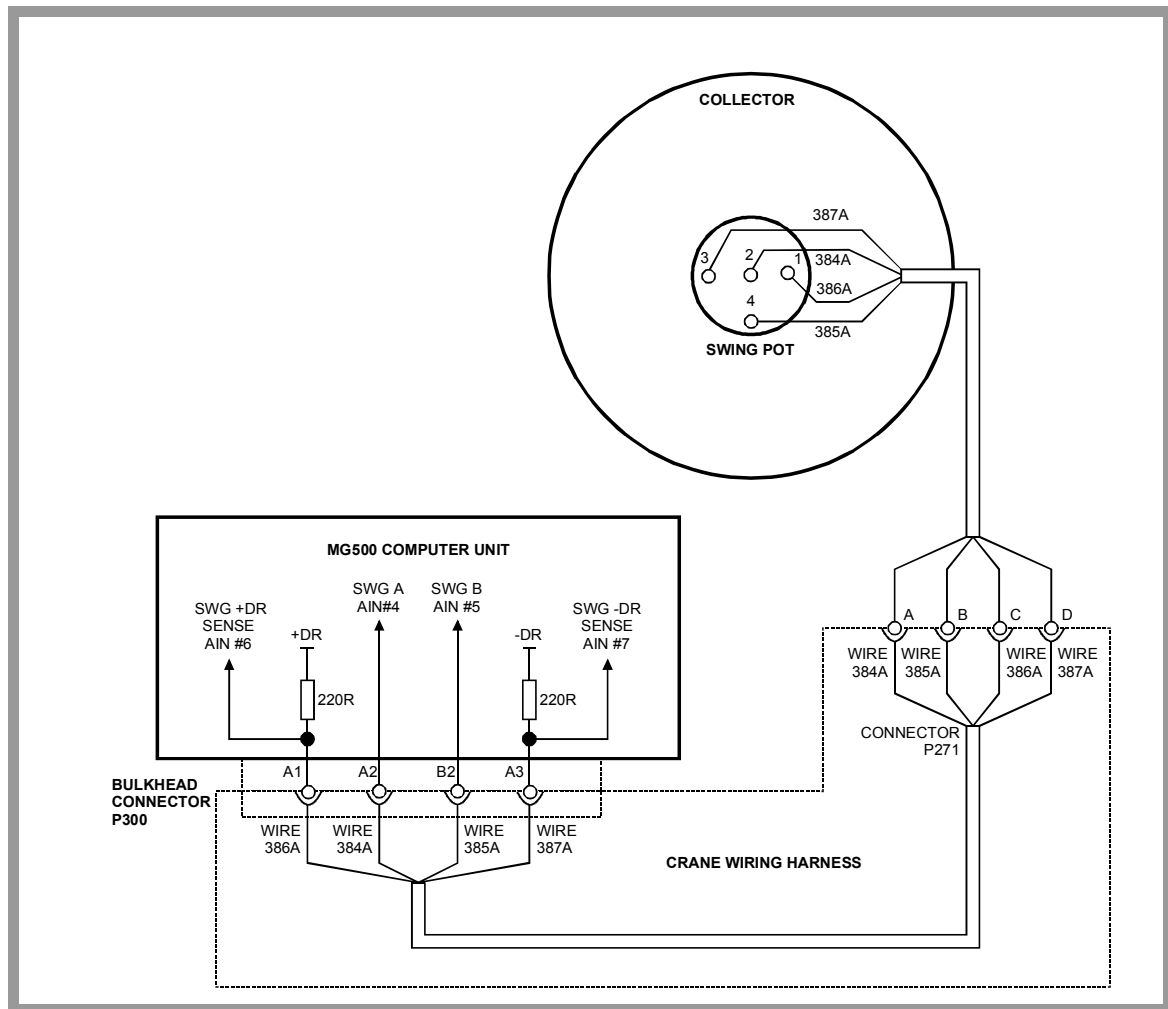 COLLECTOR
387A
3
2
1
384A
386A
4
385A
SWING POT
MG500 COMPUTER UNIT
SWG +DR
SENSE
AIN #6
+DR
SWG A
AIN#4
SWG B
AIN #5
-DR
SWG -DR
SENSE
AIN #7
220R
220R
A
B
C
D
WIRE
384A
WIRE
385A
WIRE
386A
WIRE
387A
CONNECTOR
P271
BULKHEAD
CONNECTOR
P300
A1
A2
B2
A3
WIRE
386A
WIRE
384A
WIRE
385A
WIRE
387A
CRANE WIRING HARNESS